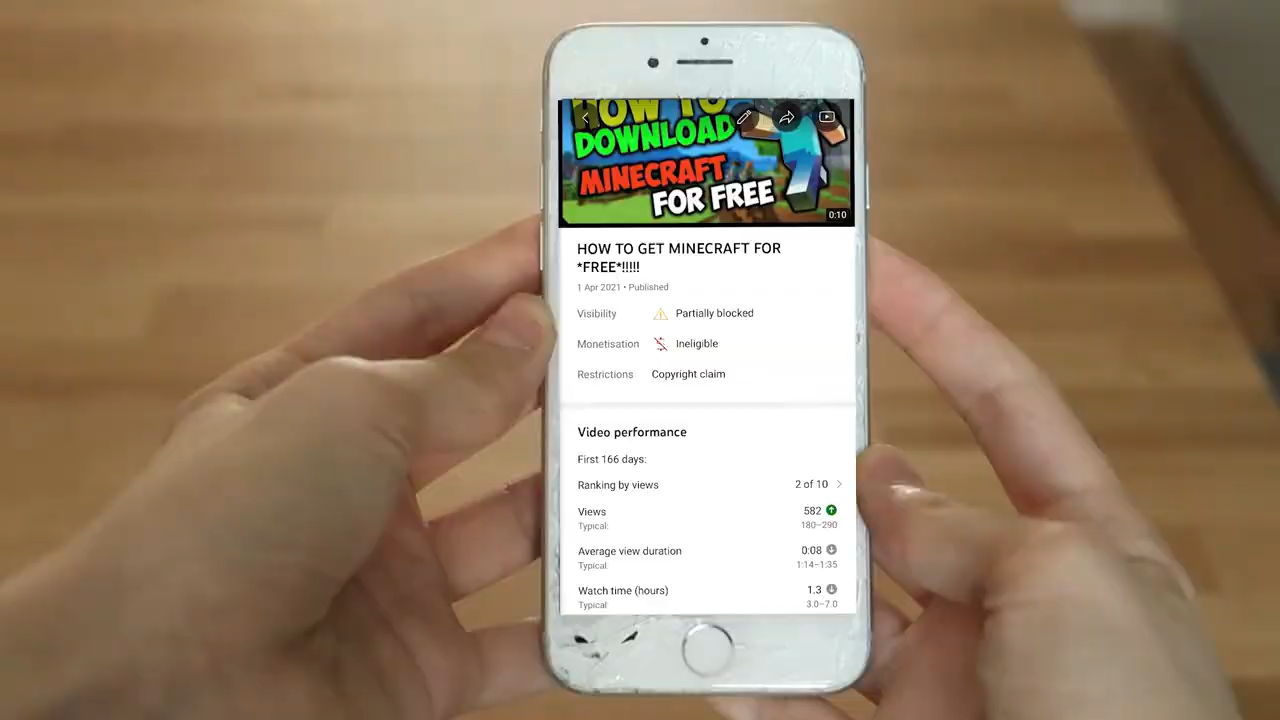 HOW TO
DOWNLOAD
MINECRAFT
FOR FREE
0:10
HOW TO GET MINECRAFT FOR
*FREE*!!!!!
1 Apr 2021 • Published
Visibility Partially blocked
Monetisation Ineligible
Restrictions Copyright claim
Video performance
First 166 days:
Ranking by views 2 of 10
Views 582
Typical: 180–290
Average view duration 0:08
Typical: 1:14–1:35
Watch time (hours) 1.3
Typical: 3.0–7.0